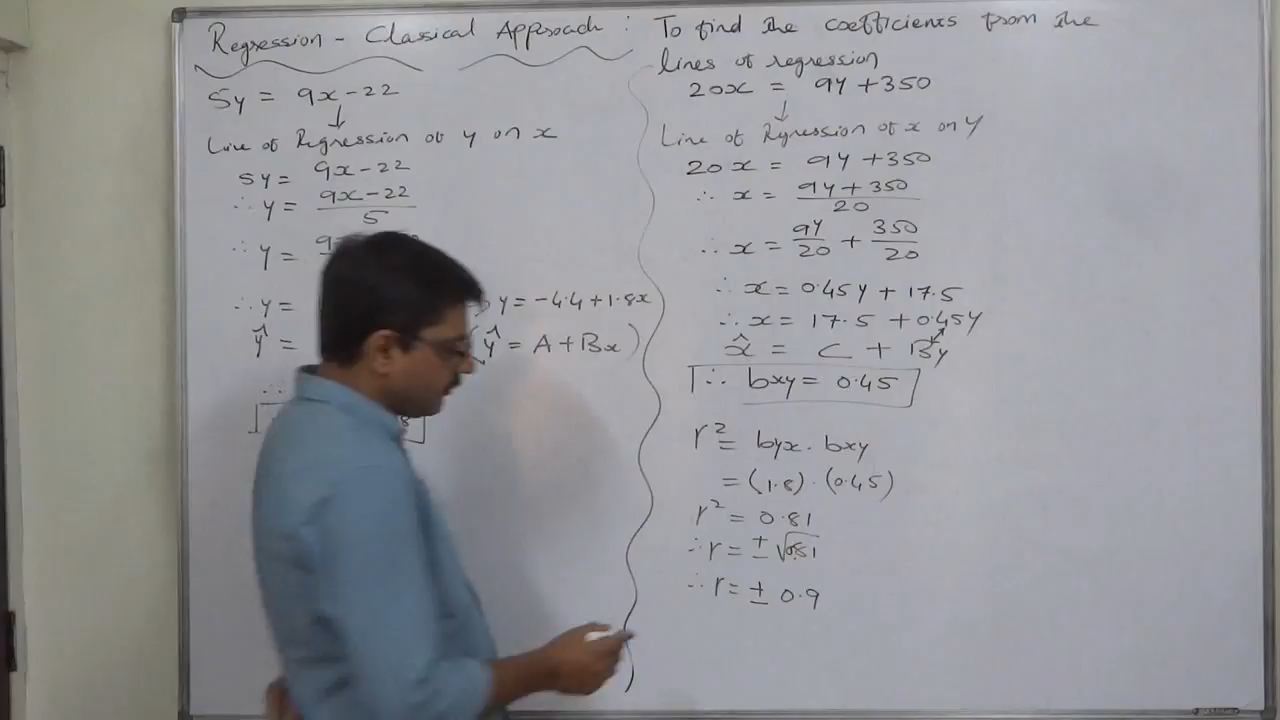 Regression - Classical Approach : To find the coefficients from the
lines of regression
5y = 9x-22
Line of Regression of y on x
5y = 9x-22
∴ y = 9x-22 / 5
∴ y =
∴ y =
y = -4.4+1.8x
ŷ =
(ŷ = A+Bx)
20x = 9y+350
Line of Regression of x on y
20x = 9y+350
∴ x = 9y+350 / 20
∴ x = 9y/20 + 350/20
∴ x = 0.45y + 17.5
∴ x = 17.5 + 0.45y
x̂ = C + By
∴ bxy = 0.45
r² = byx . bxy
= (1.8) . (0.45)
r² = 0.81
∴ r = ± √0.81
∴ r = ± 0.9